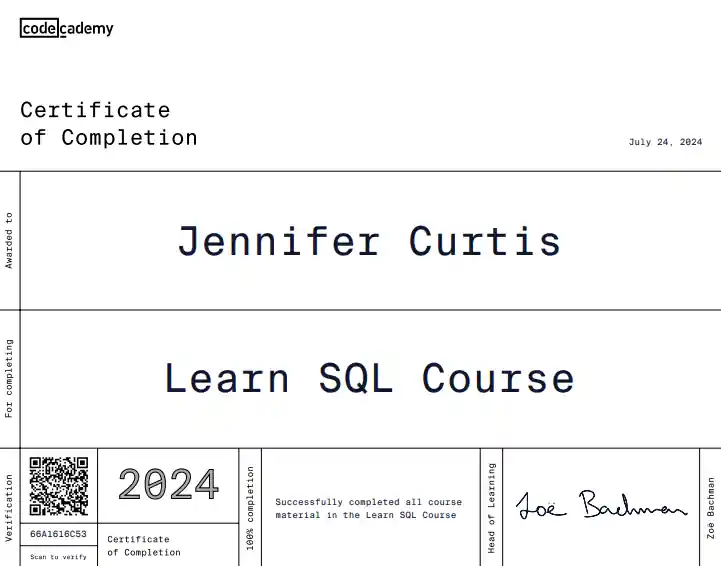 codecademy
Certificate
of Completion
July 24, 2024
Awarded to
Jennifer Curtis
For completing
Learn SQL Course
Verification
66A1616C53
Scan to verify
2024
Certificate
of Completion
100% completion
Successfully completed all course
material in the Learn SQL Course
Head of Learning
Zoë Bachman
Zoë Bachman